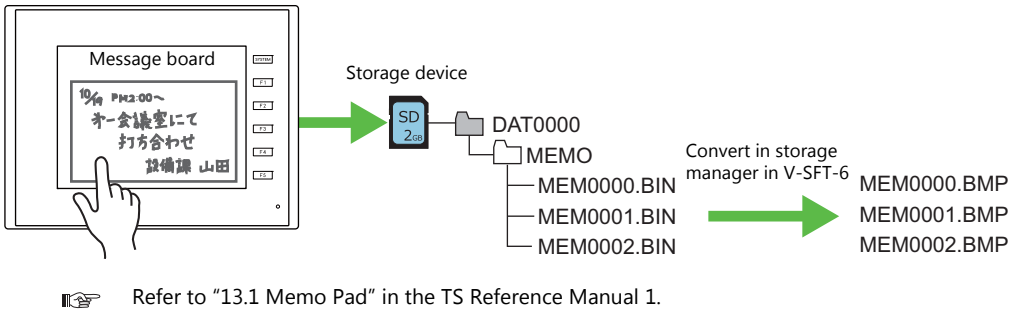 Message board
SYSTEM
10/19 PM2:00～
F1
F2
オ一会議室にて
F3
打ち合わせ
F4
設備課 山田
F5
Storage device
SD
2GB
DAT0000
MEMO
MEM0000.BIN
MEM0001.BIN
MEM0002.BIN
Convert in storage
manager in V-SFT-6
MEM0000.BMP
MEM0001.BMP
MEM0002.BMP
Refer to “13.1 Memo Pad” in the TS Reference Manual 1.